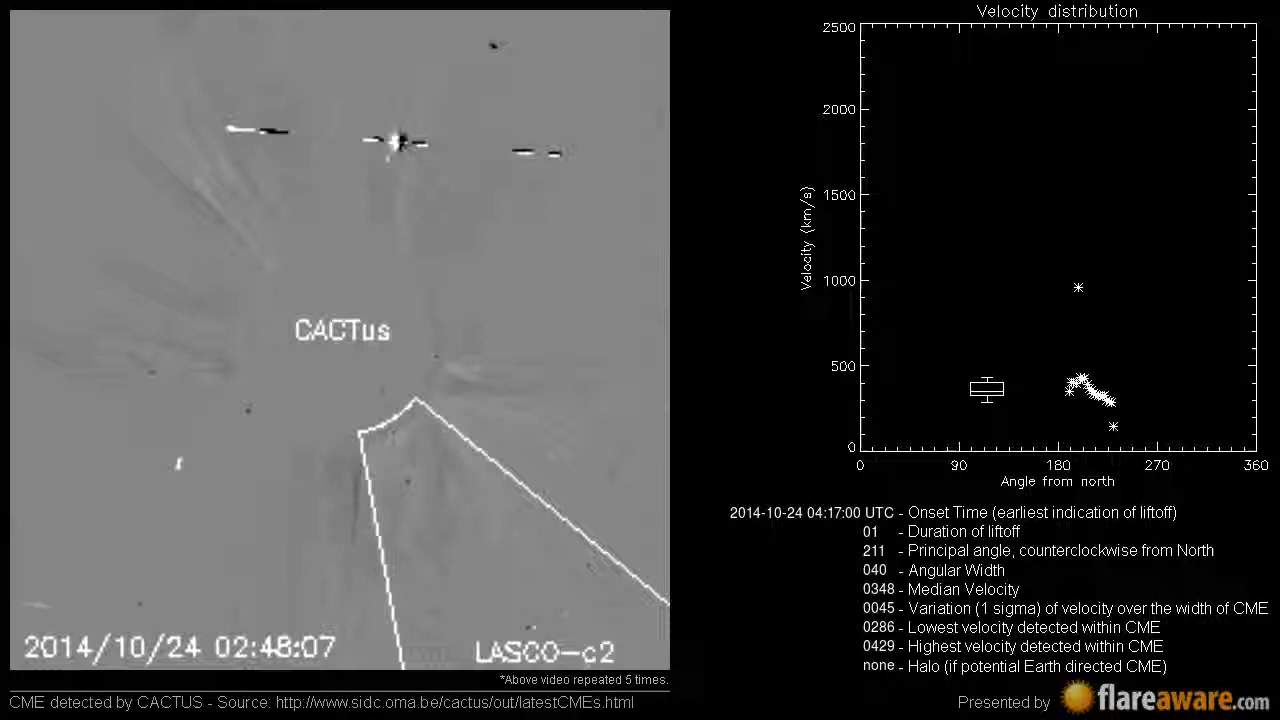 Velocity distribution
2500
2000
1500
1000
500
0
Velocity (km/s)
0 90 180 270 360
Angle from north
CACTus
2014/10/24 02:48:07
LASCO-c2
*Above video repeated 5 times.
CME detected by CACTUS - Source: http://www.sidc.oma.be/cactus/out/latestCMEs.html
2014-10-24 04:17:00 UTC - Onset Time (earliest indication of liftoff)
01 - Duration of liftoff
211 - Principal angle, counterclockwise from North
040 - Angular Width
0348 - Median Velocity
0045 - Variation (1 sigma) of velocity over the width of CME
0286 - Lowest velocity detected within CME
0429 - Highest velocity detected within CME
none - Halo (if potential Earth directed CME)
Presented by flareaware.com